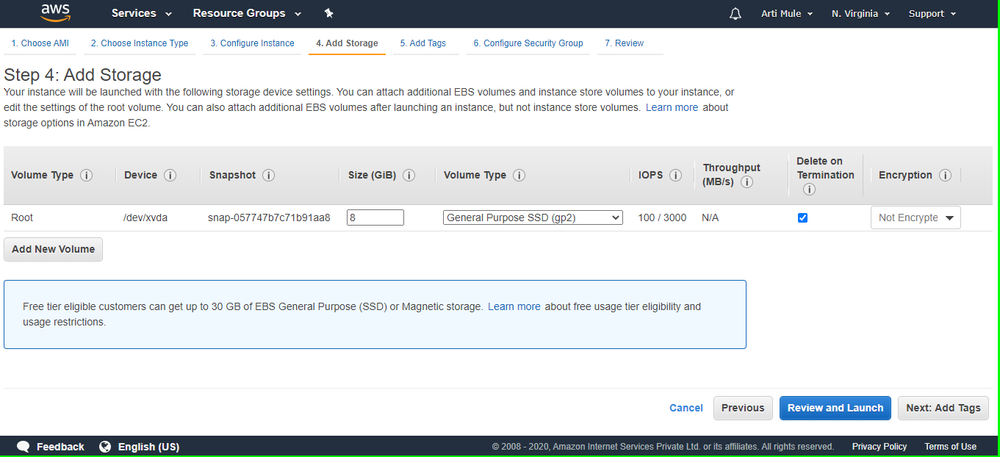 aws Services Resource Groups Arti Mule N. Virginia Support
1. Choose AMI 2. Choose Instance Type 3. Configure Instance 4. Add Storage 5. Add Tags 6. Configure Security Group 7. Review
Step 4: Add Storage
Your instance will be launched with the following storage device settings. You can attach additional EBS volumes and instance store volumes to your instance, or
edit the settings of the root volume. You can also attach additional EBS volumes after launching an instance, but not instance store volumes. Learn more about
storage options in Amazon EC2.
Volume Type i Device i Snapshot i Size (GiB) i Volume Type i IOPS i Throughput (MB/s) i Delete on Termination i Encryption i
Root /dev/xvda snap-057747b7c71b91aa8 8 General Purpose SSD (gp2) 100 / 3000 N/A Not Encrypte
Add New Volume
Free tier eligible customers can get up to 30 GB of EBS General Purpose (SSD) or Magnetic storage. Learn more about free usage tier eligibility and
usage restrictions.
Cancel Previous Review and Launch Next: Add Tags
Feedback English (US) © 2008 - 2020, Amazon Internet Services Private Ltd. or its affiliates. All rights reserved. Privacy Policy Terms of Use